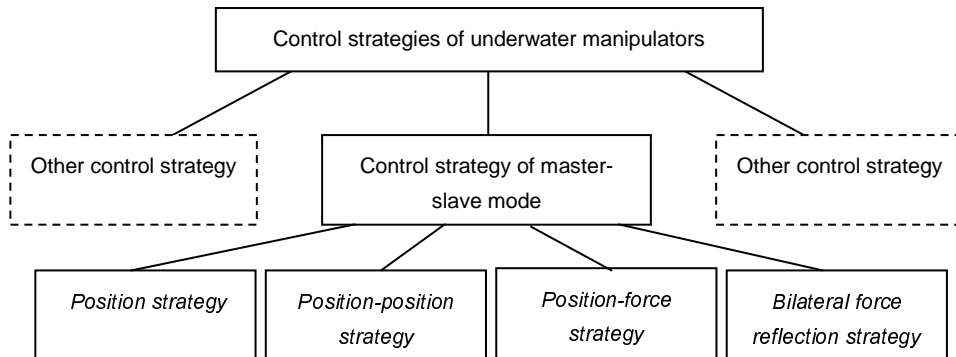 Control strategies of underwater manipulators
Other control strategy
Control strategy of master-
slave mode
Other control strategy
Position strategy
Position-position
strategy
Position-force
strategy
Bilateral force
reflection strategy